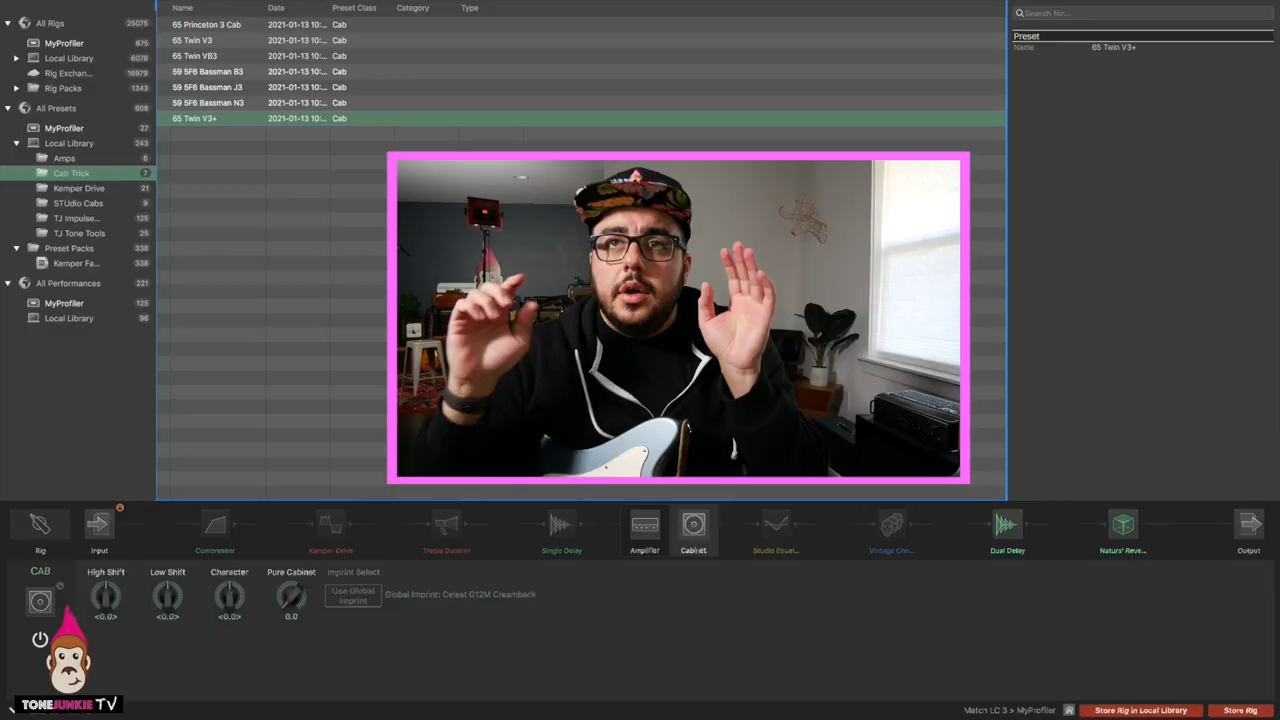 All Rigs 25075
MyProfiler 675
Local Library 6078
Rig Exchan... 16979
Rig Packs 1343
All Presets 608
MyProfiler 27
Local Library 243
Amps 6
Cab Trick 7
Kemper Drive 21
STUdio Cabs 9
TJ Impulse... 125
TJ Tone Tools 25
Preset Packs 338
Kemper Fa... 338
All Performances 221
MyProfiler 125
Local Library 96
Name Date Preset Class Category Type
65 Princeton 3 Cab 2021-01-13 10:... Cab
65 Twin V3 2021-01-13 10:... Cab
65 Twin VB3 2021-01-13 10:... Cab
59 5F6 Bassman B3 2021-01-13 10:... Cab
59 5F6 Bassman J3 2021-01-13 10:... Cab
59 5F6 Bassman N3 2021-01-13 10:... Cab
65 Twin V3+ 2021-01-13 10:... Cab
Search for...
Preset
Name 65 Twin V3+
Rig Input Compressor Kemper Drive Treble Booster Single Delay Amplifier Cabinet Studio Equal... Vintage Cho... Dual Delay Natural Reve... Output
CAB High Shift Low Shift Character Pure Cabinet Imprint Select
Use Global Imprint Global Imprint: Celest G12M Creamback
<0.0> <0.0> <0.0> 0.0
TONEJUNKIE TV
Match LC 3 > MyProfiler Store Rig in Local Library Store Rig